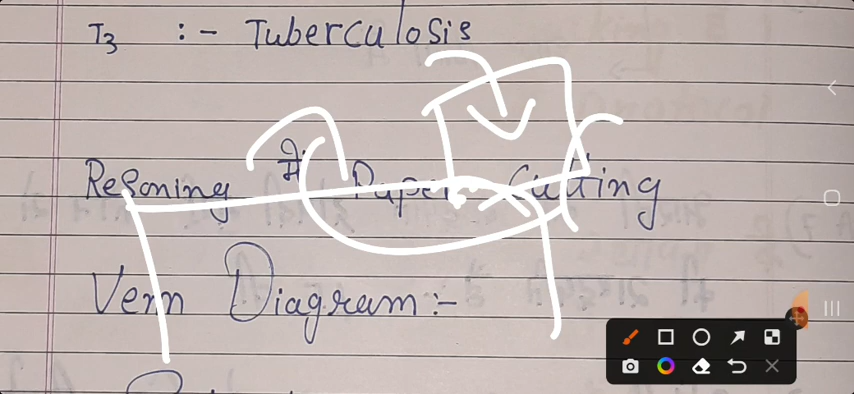 T3 :- Tuberculosis
Resoning में Paper Cutting
Venn Diagram:-